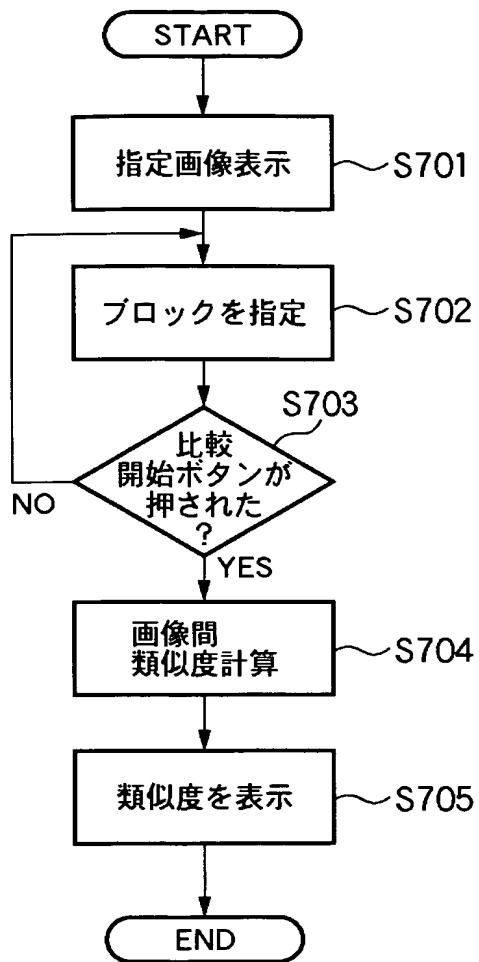 START
指定画像表示
S701
ブロックを指定
S702
S703
比較
開始ボタンが
押された
?
NO
YES
画像間
類似度計算
S704
類似度を表示
S705
END